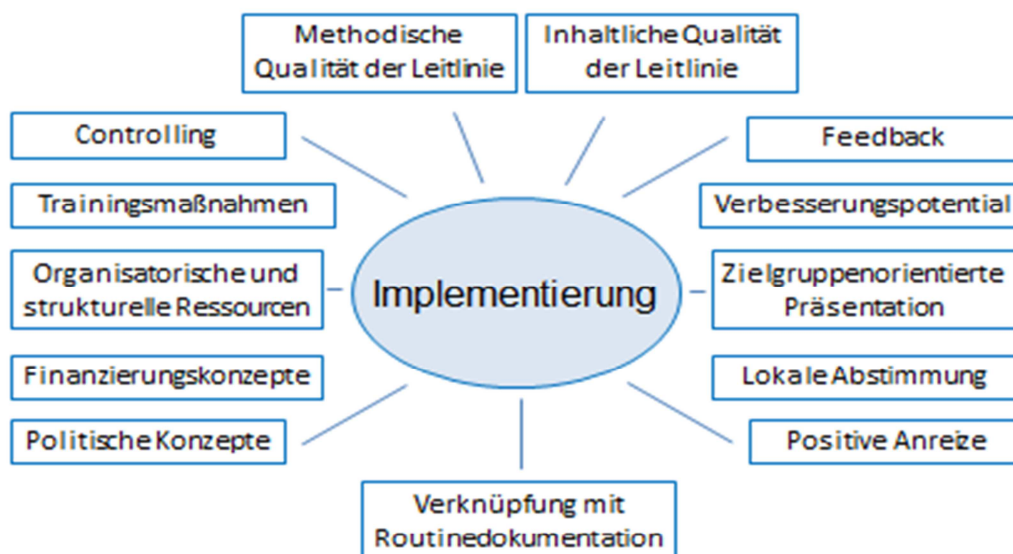 Methodische
Qualität der Leitlinie
Inhaltliche Qualität
der Leitlinie
Controlling
Feedback
Trainingsmaßnahmen
Verbesserungspotential
Organisatorische und
strukturelle Ressourcen
Implementierung
Zielgruppenorientierte
Präsentation
Finanzierungskonzepte
Lokale Abstimmung
Politische Konzepte
Positive Anreize
Verknüpfung mit
Routinedokumentation